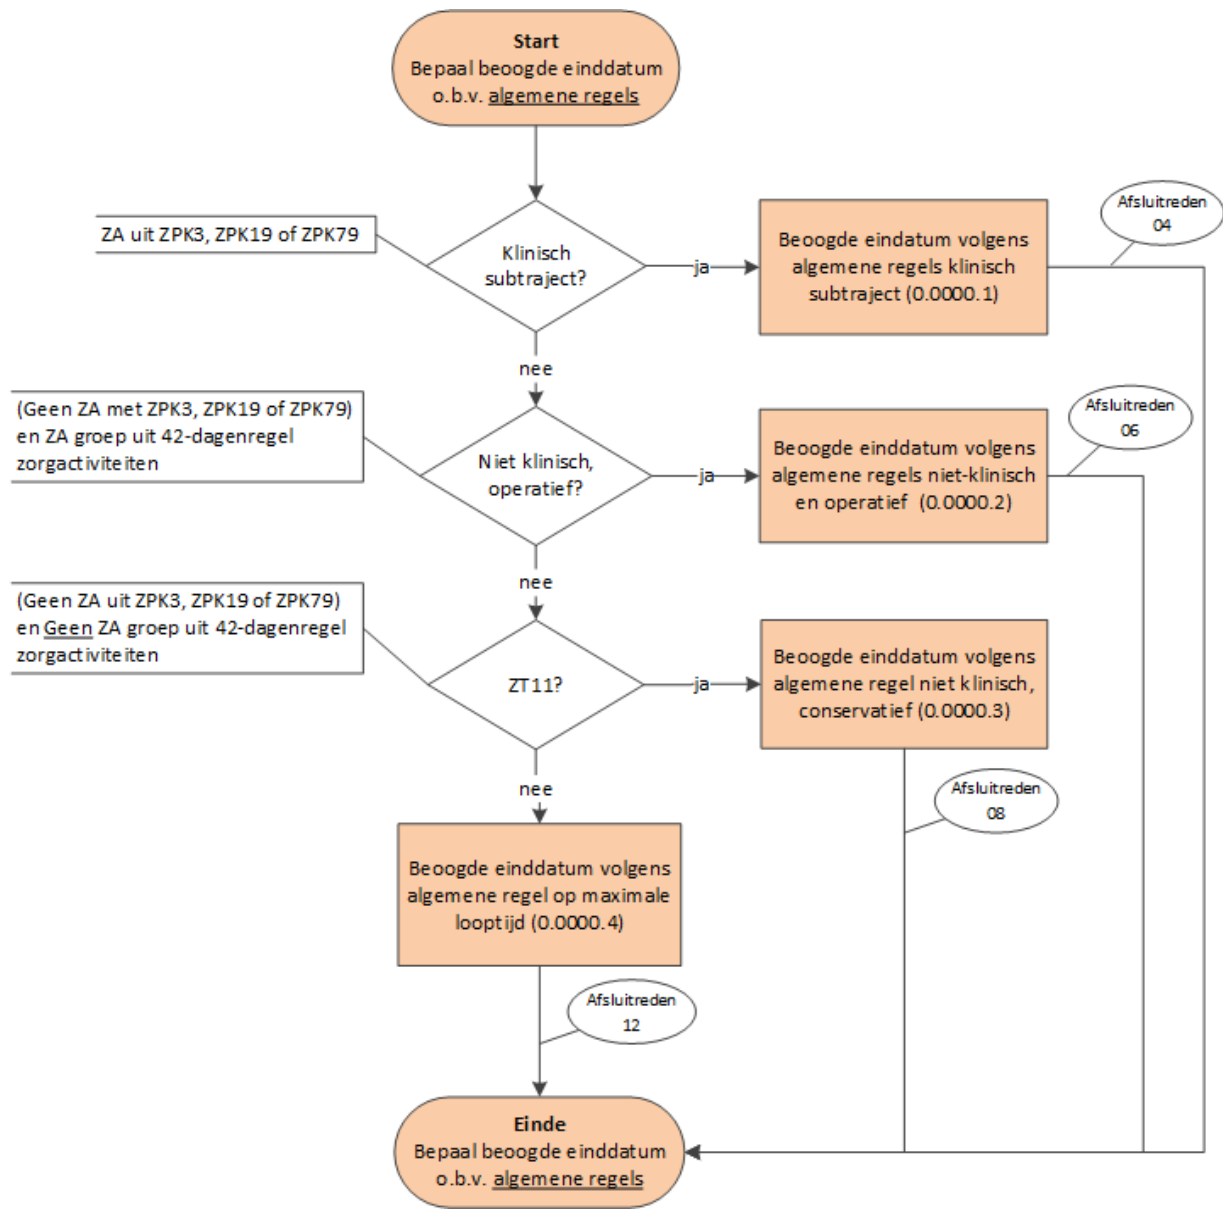 Start
Bepaal beoogde einddatum
o.b.v. algemene regels
ZA uit ZPK3, ZPK19 of ZPK79
Klinisch
subtraject?
ja
Beoogde eindatum volgens
algemene regels klinisch
subtraject (0.0000.1)
Afsluitreden
04
nee
(Geen ZA met ZPK3, ZPK19 of ZPK79)
en ZA groep uit 42-dagenregel
zorgactiviteiten
Niet klinisch,
operatief?
ja
Beoogde einddatum volgens
algemene regels niet-klinisch
en operatief (0.0000.2)
Afsluitreden
06
nee
(Geen ZA uit ZPK3, ZPK19 of ZPK79)
en Geen ZA groep uit 42-dagenregel
zorgactiviteiten
ZT11?
ja
Beoogde einddatum volgens
algemene regel niet klinisch,
conservatief (0.0000.3)
Afsluitreden
08
nee
Beoogde einddatum volgens
algemene regel op maximale
looptijd (0.0000.4)
Afsluitreden
12
Einde
Bepaal beoogde einddatum
o.b.v. algemene regels